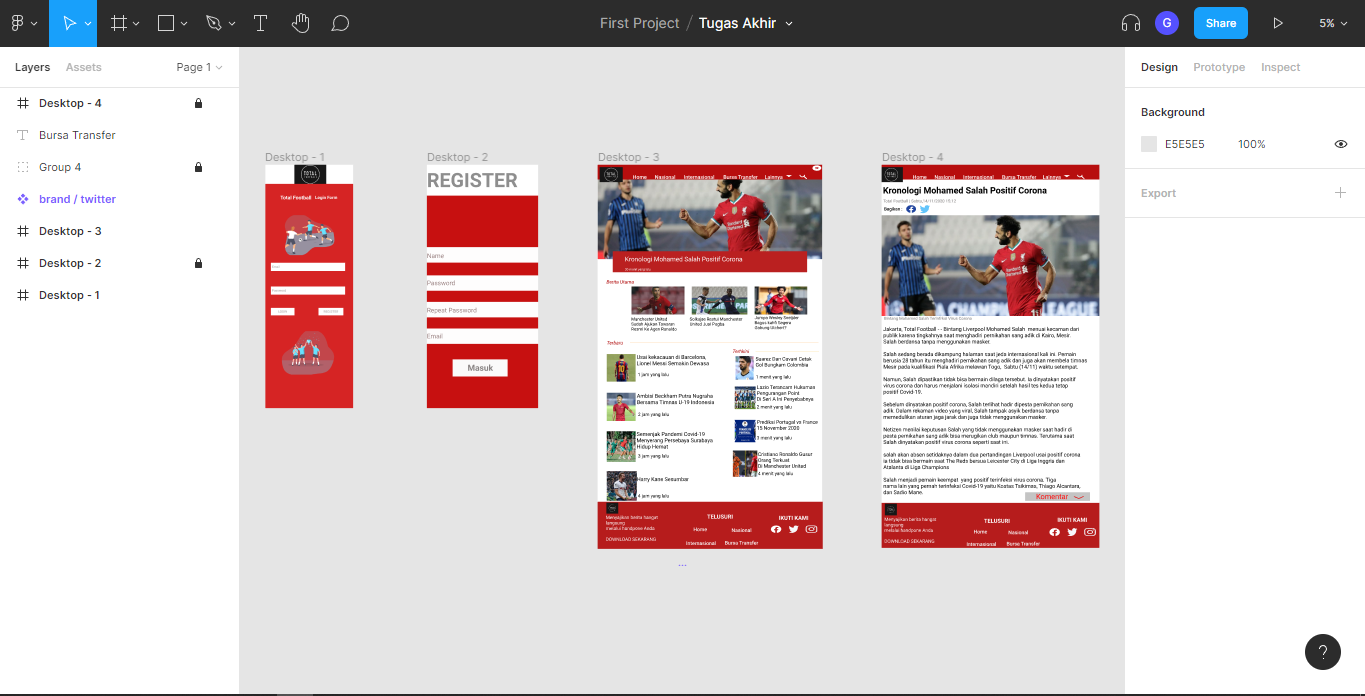 First Project / Tugas Akhir
G
Share
5%
Layers
Assets
Page 1
Desktop - 4
Bursa Transfer
Group 4
brand / twitter
Desktop - 3
Desktop - 2
Desktop - 1
Desktop - 1
TOTAL
Total Football Login Form
Desktop - 2
REGISTER
Name
Password
Repeat Password
Email
Masuk
Desktop - 3
TOTAL
Home Nasional Internasional Bursa Transfer Lainnya
Kronologi Mohamed Salah Positif Corona
Berita Utama
Manchester United
Sudah Ajukan Tawaran
Resmi Ke Agen Ronaldo
Solksjaer Restui Manchester
United Jual Pogba
Terbaru
Usai kekacauan di Barcelona,
Lionel Messi Semakin Dewasa
1 jam yang lalu
Ambisi Beckham Putra Nugraha
Bersama Timnas U-19 Indonesia
2 jam yang lalu
Semenjak Pandemi Covid-19
Menyerang Persebaya Surabaya
Hidup Hemat
3 jam yang lalu
Harry Kane Sesumbar
4 jam yang lalu
Terkini
Suarez Dan Cavani Cetak
Gol Bungkam Kolombia
1 menit yang lalu
Lazio Terancam Hukuman
Pengurangan Point
Di Seri A Ini Penyebabnya
2 menit yang lalu
Prediksi Portugal vs France
15 November 2020
3 menit yang lalu
Cristiano Ronaldo Gusur
Orang Terkuat
Di Manchester United
4 menit yang lalu
Menyajikan berita hangat
langsung
melalui handpone Anda
DOWNLOAD SEKARANG
TELUSURI
Home Nasional
Internasional Bursa Transfer
IKUTI KAMI
...
Desktop - 4
TOTAL
Home Nasional Internasional Bursa Transfer Lainnya
Kronologi Mohamed Salah Positif Corona
Total Football | Sabtu, 14/11/2020 15:12
Bagikan :
Bintang Mohamed Salah Terinfeksi Virus Corona
Jakarta, Total Football - - Bintang Liverpool Mohamed Salah menuai kecaman dari
publik karena tingkahnya saat menghadiri pernikahan sang adik di Kairo, Mesir.
Salah berdansa tanpa menggunakan masker.
Salah sedang berada dikampung halaman saat jeda internasional kali ini. Pemain
berusia 28 tahun itu menghadiri pernikahan sang adik dan juga akan membela timnas
Mesir pada kualifikasi Piala Afrika melawan Togo, Sabtu (14/11) waktu setempat.
Namun, Salah dipastikan tidak bisa bermain dilaga tersebut. Ia dinyatakan positif
virus corona dan harus menjalani isolasi mandiri setelah hasil tes kedua tetap
positif Covid-19.
Sebelum dinyatakan positif corona, Salah terlihat hadir dipesta pernikahan sang
adik. Dalam rekaman video yang viral, Salah tampak asyik berdansa tanpa
memedulikan aturan jaga jarak dan juga tidak menggunakan masker.
Netizen menilai keputusan Salah yang tidak menggunakan masker saat hadir di
pesta pernikahan sang adik bisa merugikan club maupun timnas. Terutama saat
Salah dinyatakan positif virus corona seperti saat ini.
salah akan absen setidaknya dalam dua pertandingan Liverpool usai positif corona
ia tidak bisa bermain saat The Reds bersua Leicester City di Liga Inggris dan
Atalanta di Liga Champions
Salah menjadi pemain keempat yang positif terinfeksi virus corona. Tiga
nama lain yang pernah terinfeksi Covid-19 yaitu Kostas Tsikimas, Thiago Alcantara,
dan Sadio Mane.
Komentar
Menyajikan berita hangat
langsung
melalui handpone Anda
DOWNLOAD SEKARANG
TELUSURI
Home Nasional
Internasional Bursa Transfer
IKUTI KAMI
Design
Prototype
Inspect
Background
E5E5E5
100%
Export
?